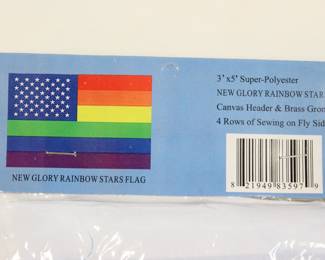 3'x5' Super-Polyester
NEW GLORY RAINBOW STAR
Canvas Header & Brass Gro
4 Rows of Sewing on Fly Sid
NEW GLORY RAINBOW STARS FLAG
8 21949 83597 9